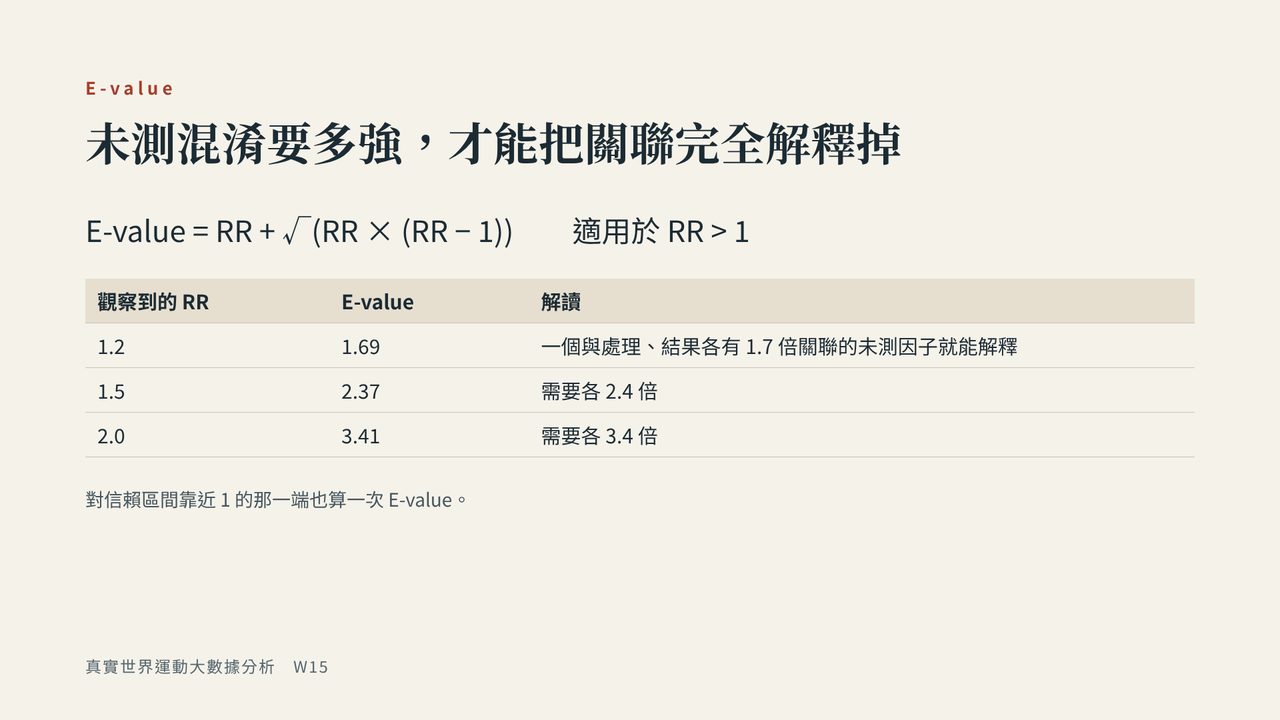 E-value
未測混淆要多強，才能把關聯完全解釋掉
E-value = RR + √(RR × (RR − 1))　　適用於 RR > 1
觀察到的 RR　E-value　解讀
1.2　1.69　一個與處理、結果各有 1.7 倍關聯的未測因子就能解釋
1.5　2.37　需要各 2.4 倍
2.0　3.41　需要各 3.4 倍
對信賴區間靠近 1 的那一端也算一次 E-value。
真實世界運動大數據分析　W15